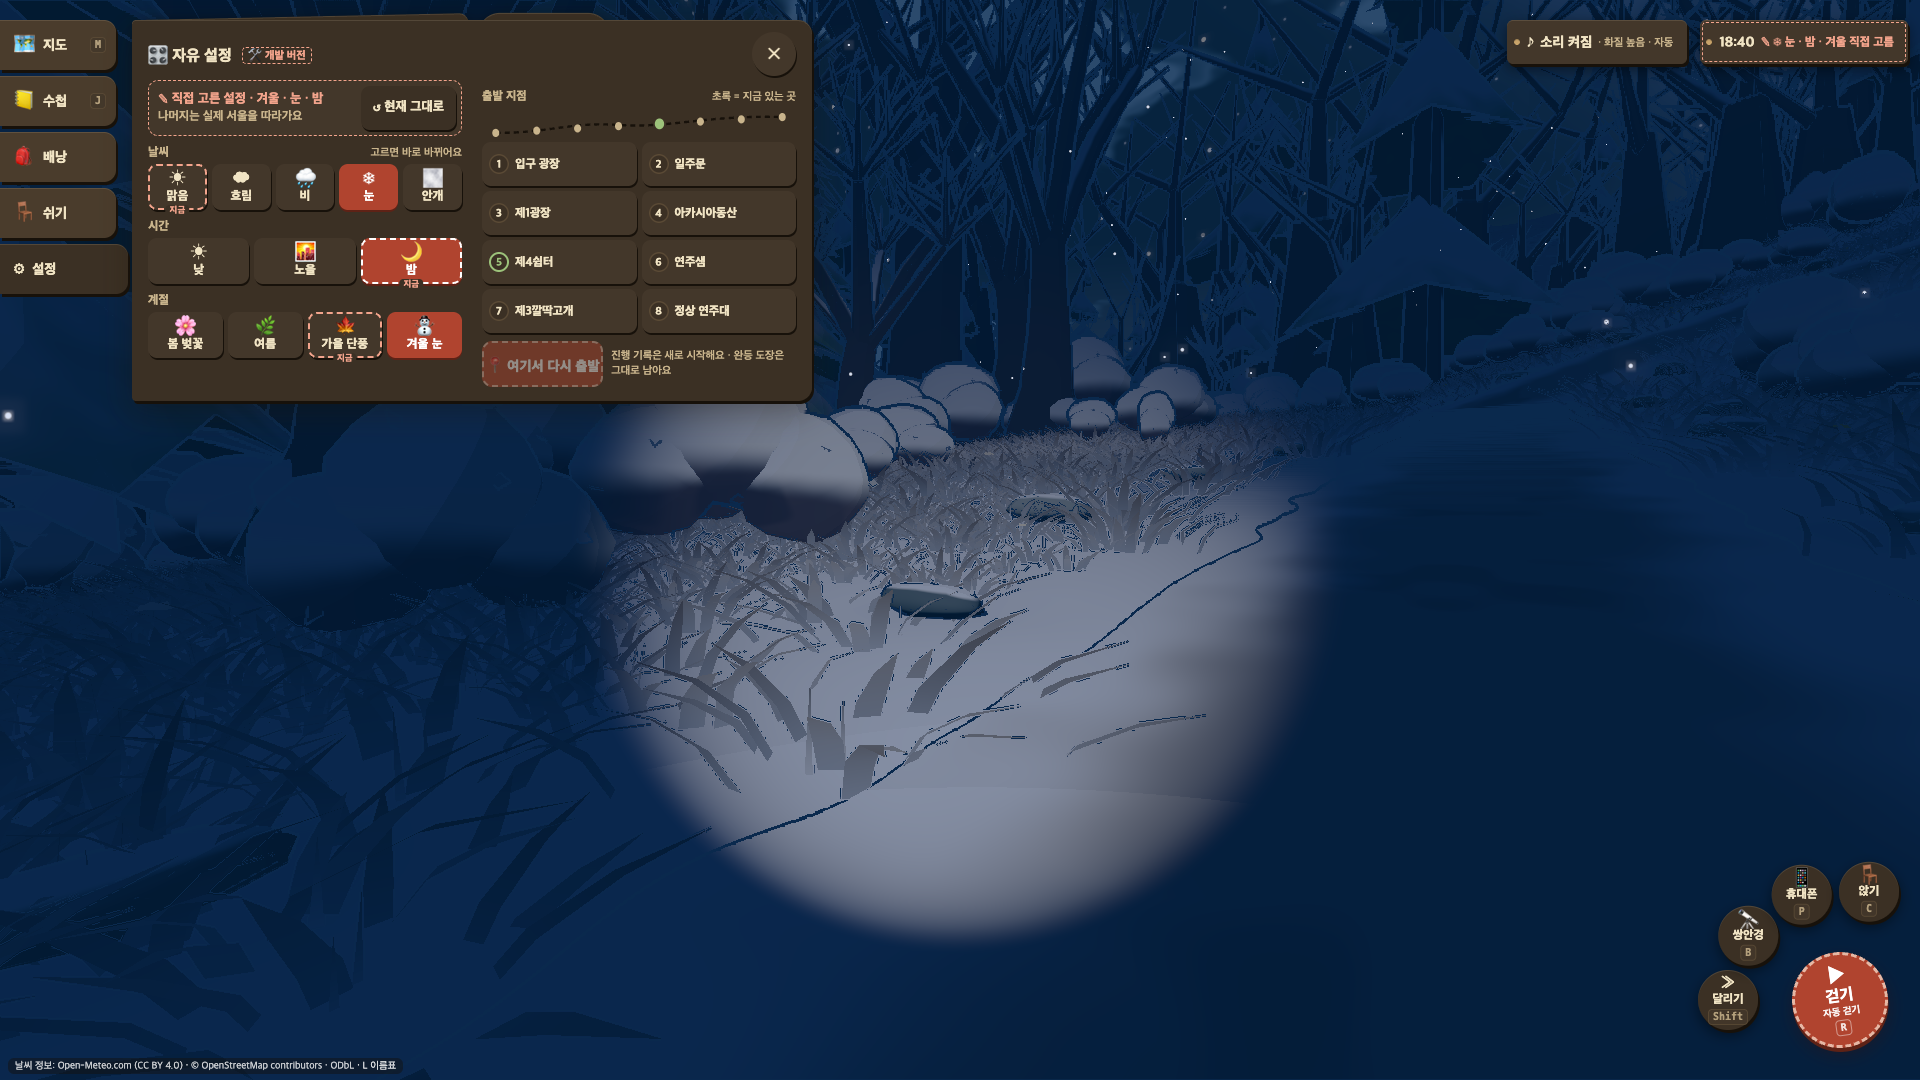 지도 M
수첩 J
배낭
쉬기
설정
자유 설정 개발 버전
직접 고른 설정 · 겨울 · 눈 · 밤
나머지는 실제 서울을 따라가요
↺ 현재 그대로
날씨 고르면 바로 바뀌어요
맑음 흐림 비 눈 안개
지금
시간
낮 노을 밤
지금
계절
봄 벚꽃 여름 가을 단풍 겨울 눈
지금
출발 지점 초록 = 지금 있는 곳
1 입구 광장
2 일주문
3 제1광장
4 아카시아동산
5 제4쉼터
6 연주샘
7 제3깔딱고개
8 정상 연주대
여기서 다시 출발
진행 기록은 새로 시작해요 · 완등 도장은
그대로 남아요
♪ 소리 켜짐 · 화질 높음 · 자동
18:40 눈 · 밤 · 겨울 직접 고름
휴대폰
P
앉기
C
쌍안경
B
달리기
Shift
걷기
자동 걷기
R
날씨 정보: Open-Meteo.com (CC BY 4.0) · © OpenStreetMap contributors · ODbL · L 이름표